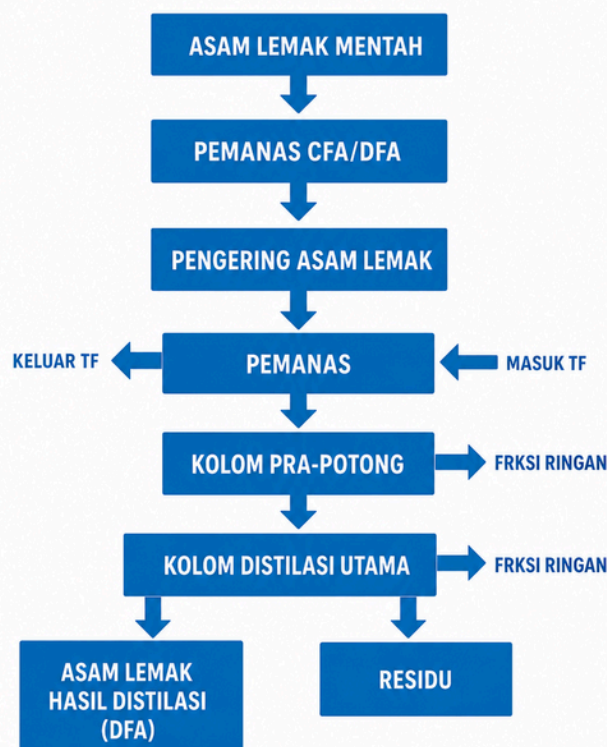 ASAM LEMAK MENTAH
PEMANAS CFA/DFA
PENGERING ASAM LEMAK
KELUAR TF
PEMANAS
MASUK TF
KOLOM PRA-POTONG
FRKSI RINGAN
KOLOM DISTILASI UTAMA
FRKSI RINGAN
ASAM LEMAK
HASIL DISTILASI
(DFA)
RESIDU